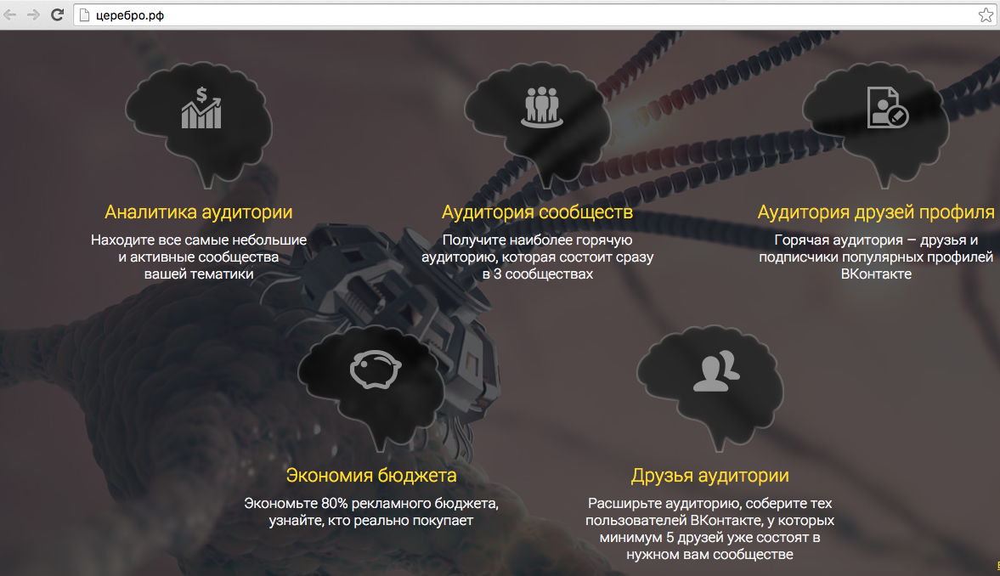 церебро.рф
$
Аналитика аудитории
Находите все самые небольшие
и активные сообщества
вашей тематики
Аудитория сообществ
Получите наиболее горячую
аудиторию, которая состоит сразу
в 3 сообществах
Аудитория друзей профиля
Горячая аудитория – друзья и
подписчики популярных профилей
ВКонтакте
Экономия бюджета
Экономьте 80% рекламного бюджета,
узнайте, кто реально покупает
Друзья аудитории
Расширьте аудиторию, соберите тех
пользователей ВКонтакте, у которых
минимум 5 друзей уже состоят в
нужном вам сообществе